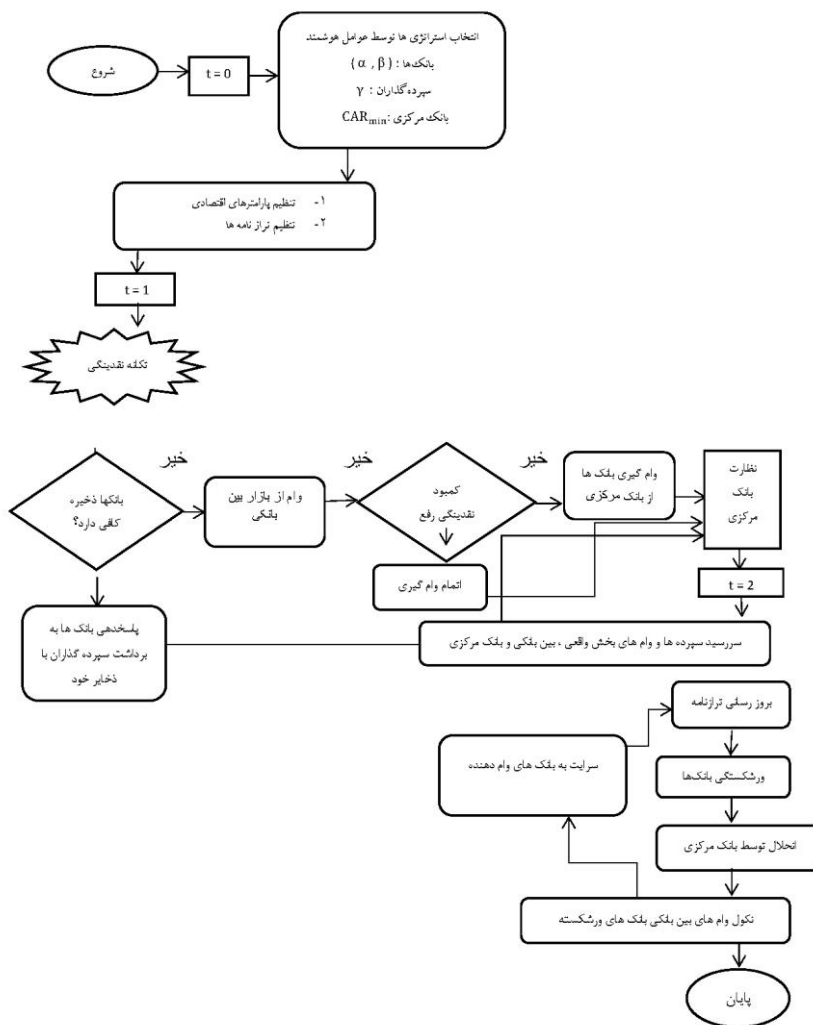 شروع
t = 0
انتخاب استراتژی ها توسط عوامل هوشمند
بانک‌ها : ( α , β )
سپرده‌گذاران : γ
بانک مرکزی : CARmin
۱- تنظیم پارامترهای اقتصادی
۲- تنظیم تراز نامه ها
t = 1
تکانه نقدینگی
بانکها ذخیره
کافی دارد؟
خیر
وام از بازار بین
بانکی
خیر
کمبود
نقدینگی رفع
خیر
وام گیری بانک ها
از بانک مرکزی
نظارت
بانک
مرکزی
اتمام وام گیری
t = 2
پاسخدهی بانک ها به
برداشت سپرده گذاران با
ذخایر خود
سررسید سپرده ها و وام های بخش واقعی ، بین بانکی و بانک مرکزی
بروز رسانی ترازنامه
سرایت به بانک های وام دهنده
ورشکستگی بانک‌ها
انحلال توسط بانک مرکزی
نکول وام های بین بانکی بانک های ورشکسته
پایان